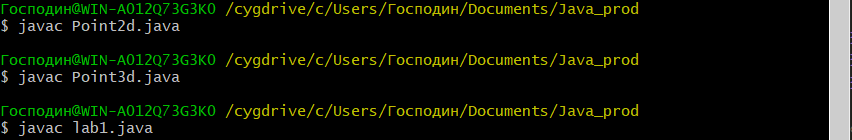 Господин@WIN-A012Q73G3K0 /cygdrive/c/Users/Господин/Documents/Java_prod
$ javac Point2d.java
Господин@WIN-A012Q73G3K0 /cygdrive/c/Users/Господин/Documents/Java_prod
$ javac Point3d.java
Господин@WIN-A012Q73G3K0 /cygdrive/c/Users/Господин/Documents/Java_prod
$ javac lab1.java